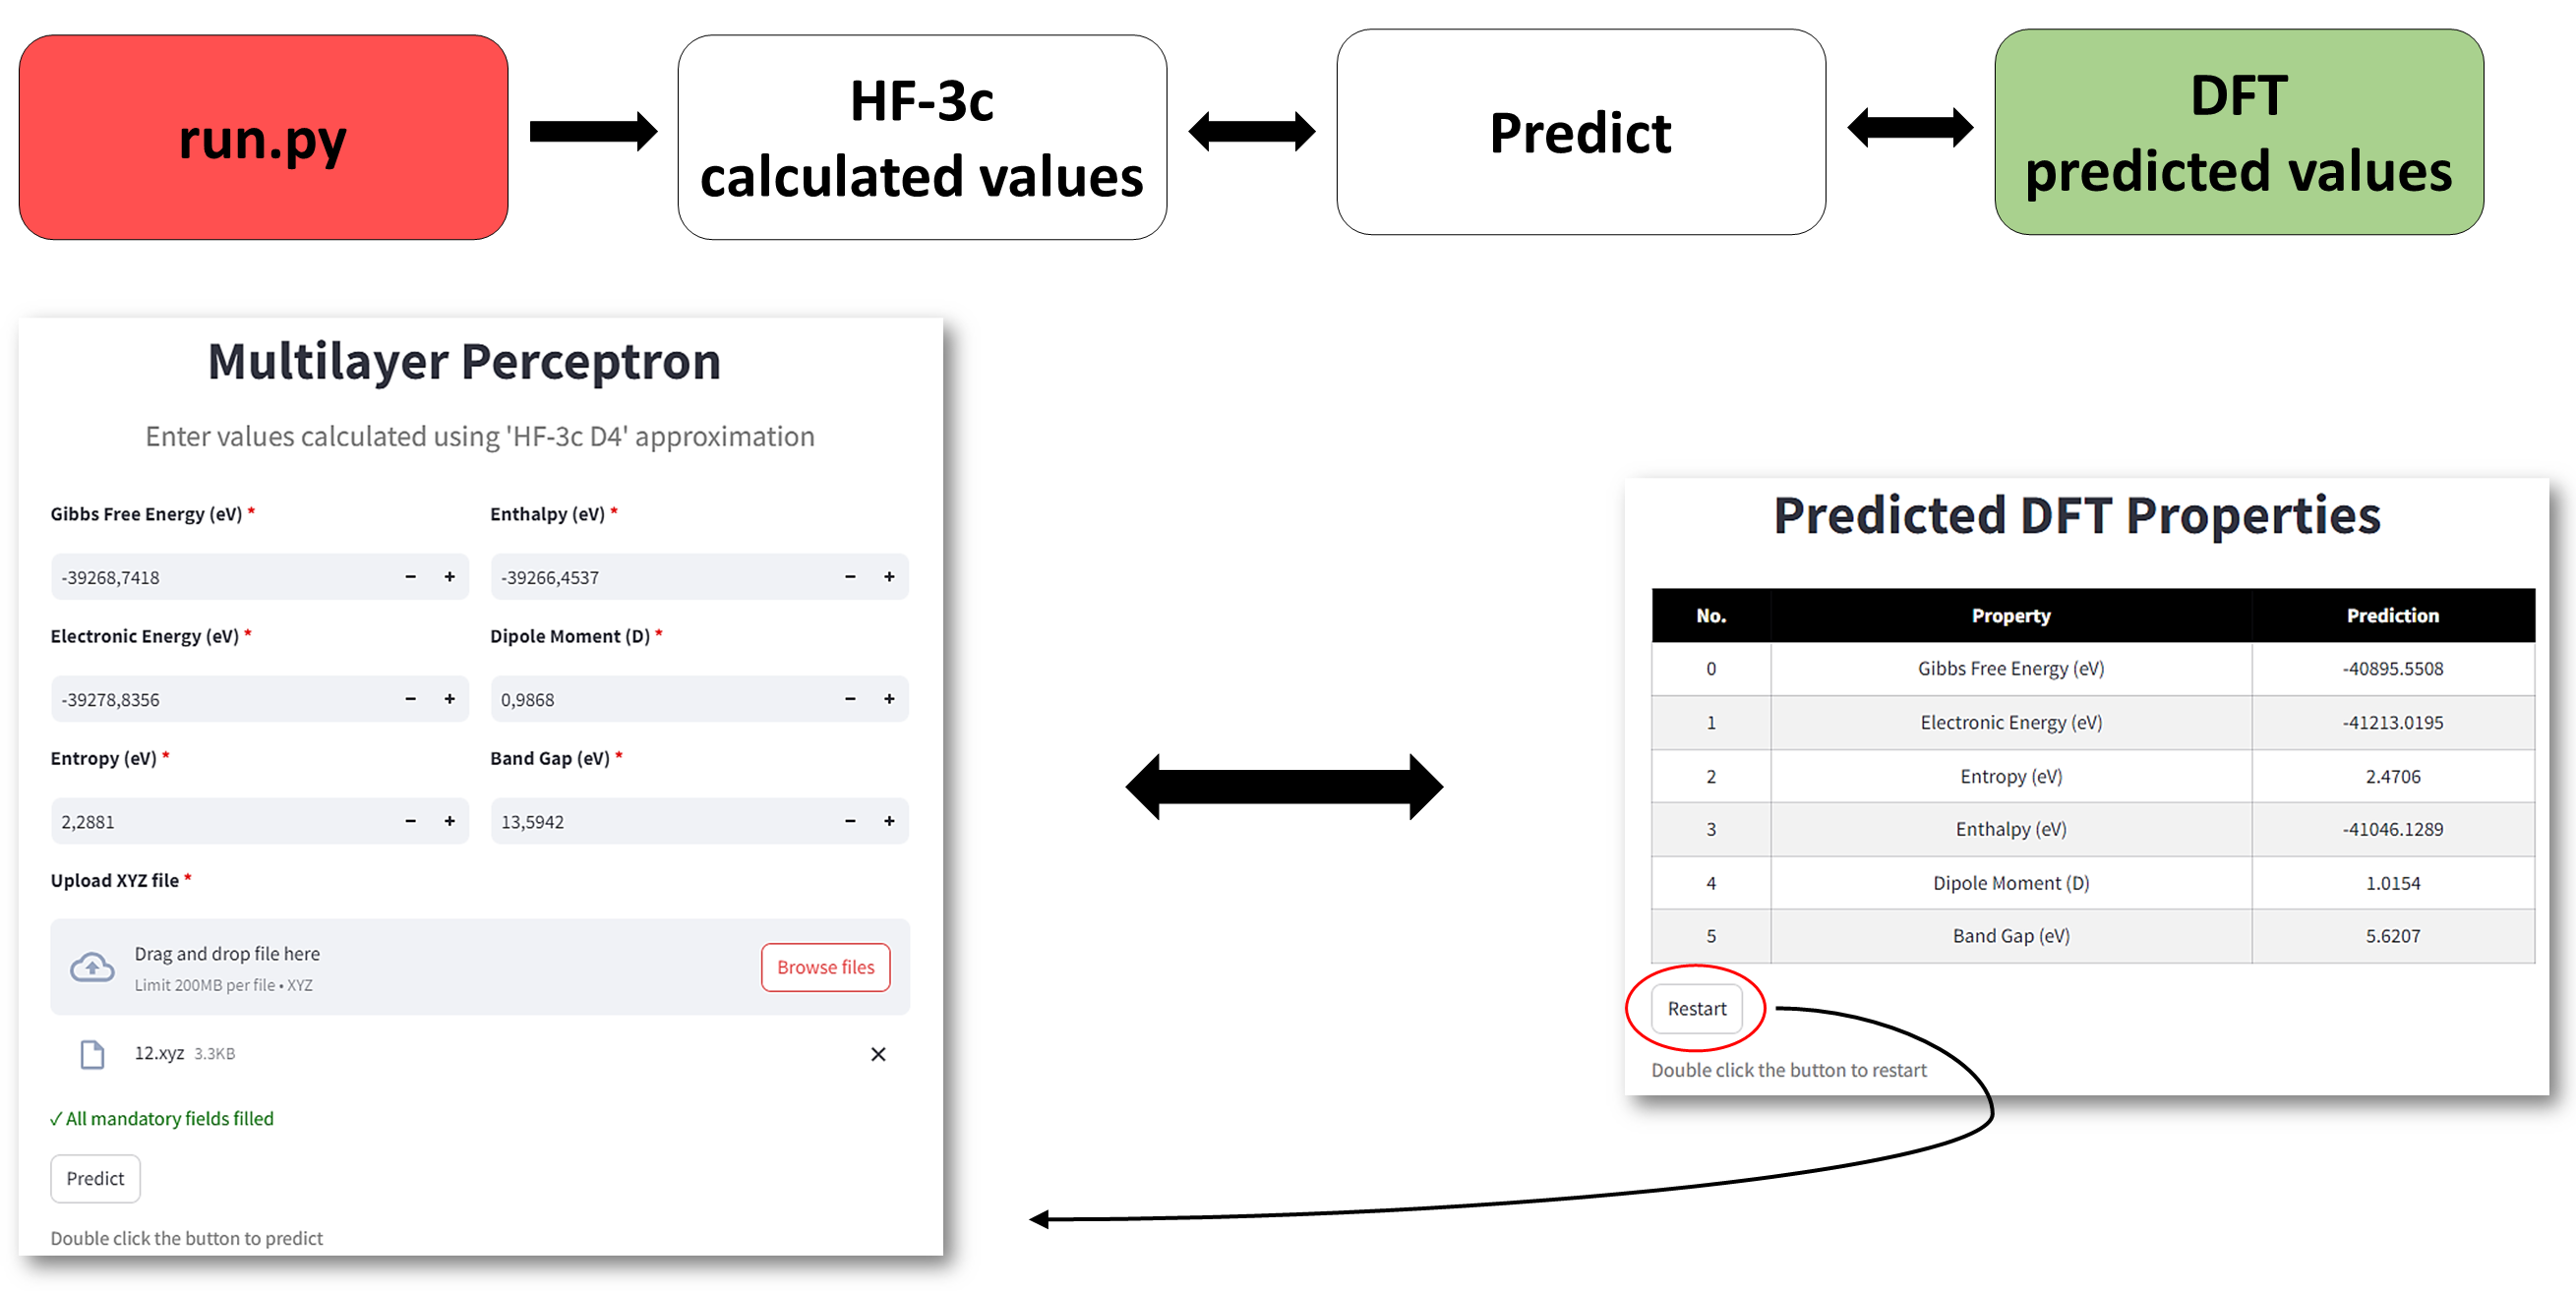 run.py
HF-3c
calculated values
Predict
DFT
predicted values
Multilayer Perceptron
Enter values calculated using 'HF-3c D4' approximation
Gibbs Free Energy (eV) * Enthalpy (eV) *
-39268,7418 − + -39266,4537 − +
Electronic Energy (eV) * Dipole Moment (D) *
-39278,8356 − + 0,9868 − +
Entropy (eV) * Band Gap (eV) *
2,2881 − + 13,5942 − +
Upload XYZ file *
Drag and drop file here
Limit 200MB per file • XYZ
Browse files
12.xyz 3.3KB ×
✓ All mandatory fields filled
Predict
Double click the button to predict
Predicted DFT Properties
No. Property Prediction
0 Gibbs Free Energy (eV) -40895.5508
1 Electronic Energy (eV) -41213.0195
2 Entropy (eV) 2.4706
3 Enthalpy (eV) -41046.1289
4 Dipole Moment (D) 1.0154
5 Band Gap (eV) 5.6207
Restart
Double click the button to restart